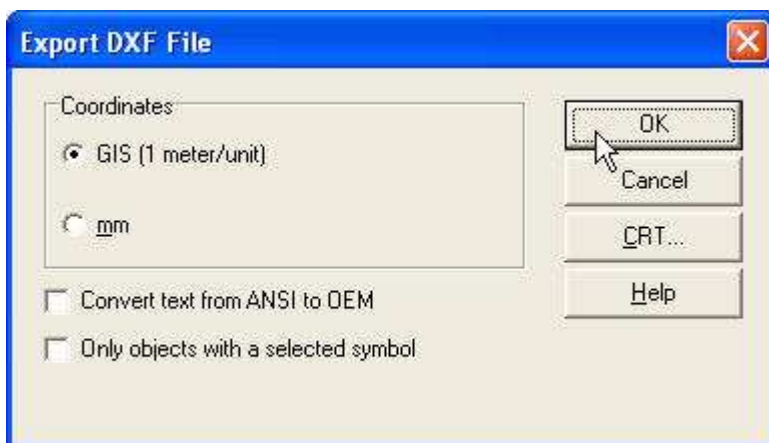 Export DXF File
Coordinates
GIS (1 meter/unit)
mm
Convert text from ANSI to OEM
Only objects with a selected symbol
OK
Cancel
CRT...
Help